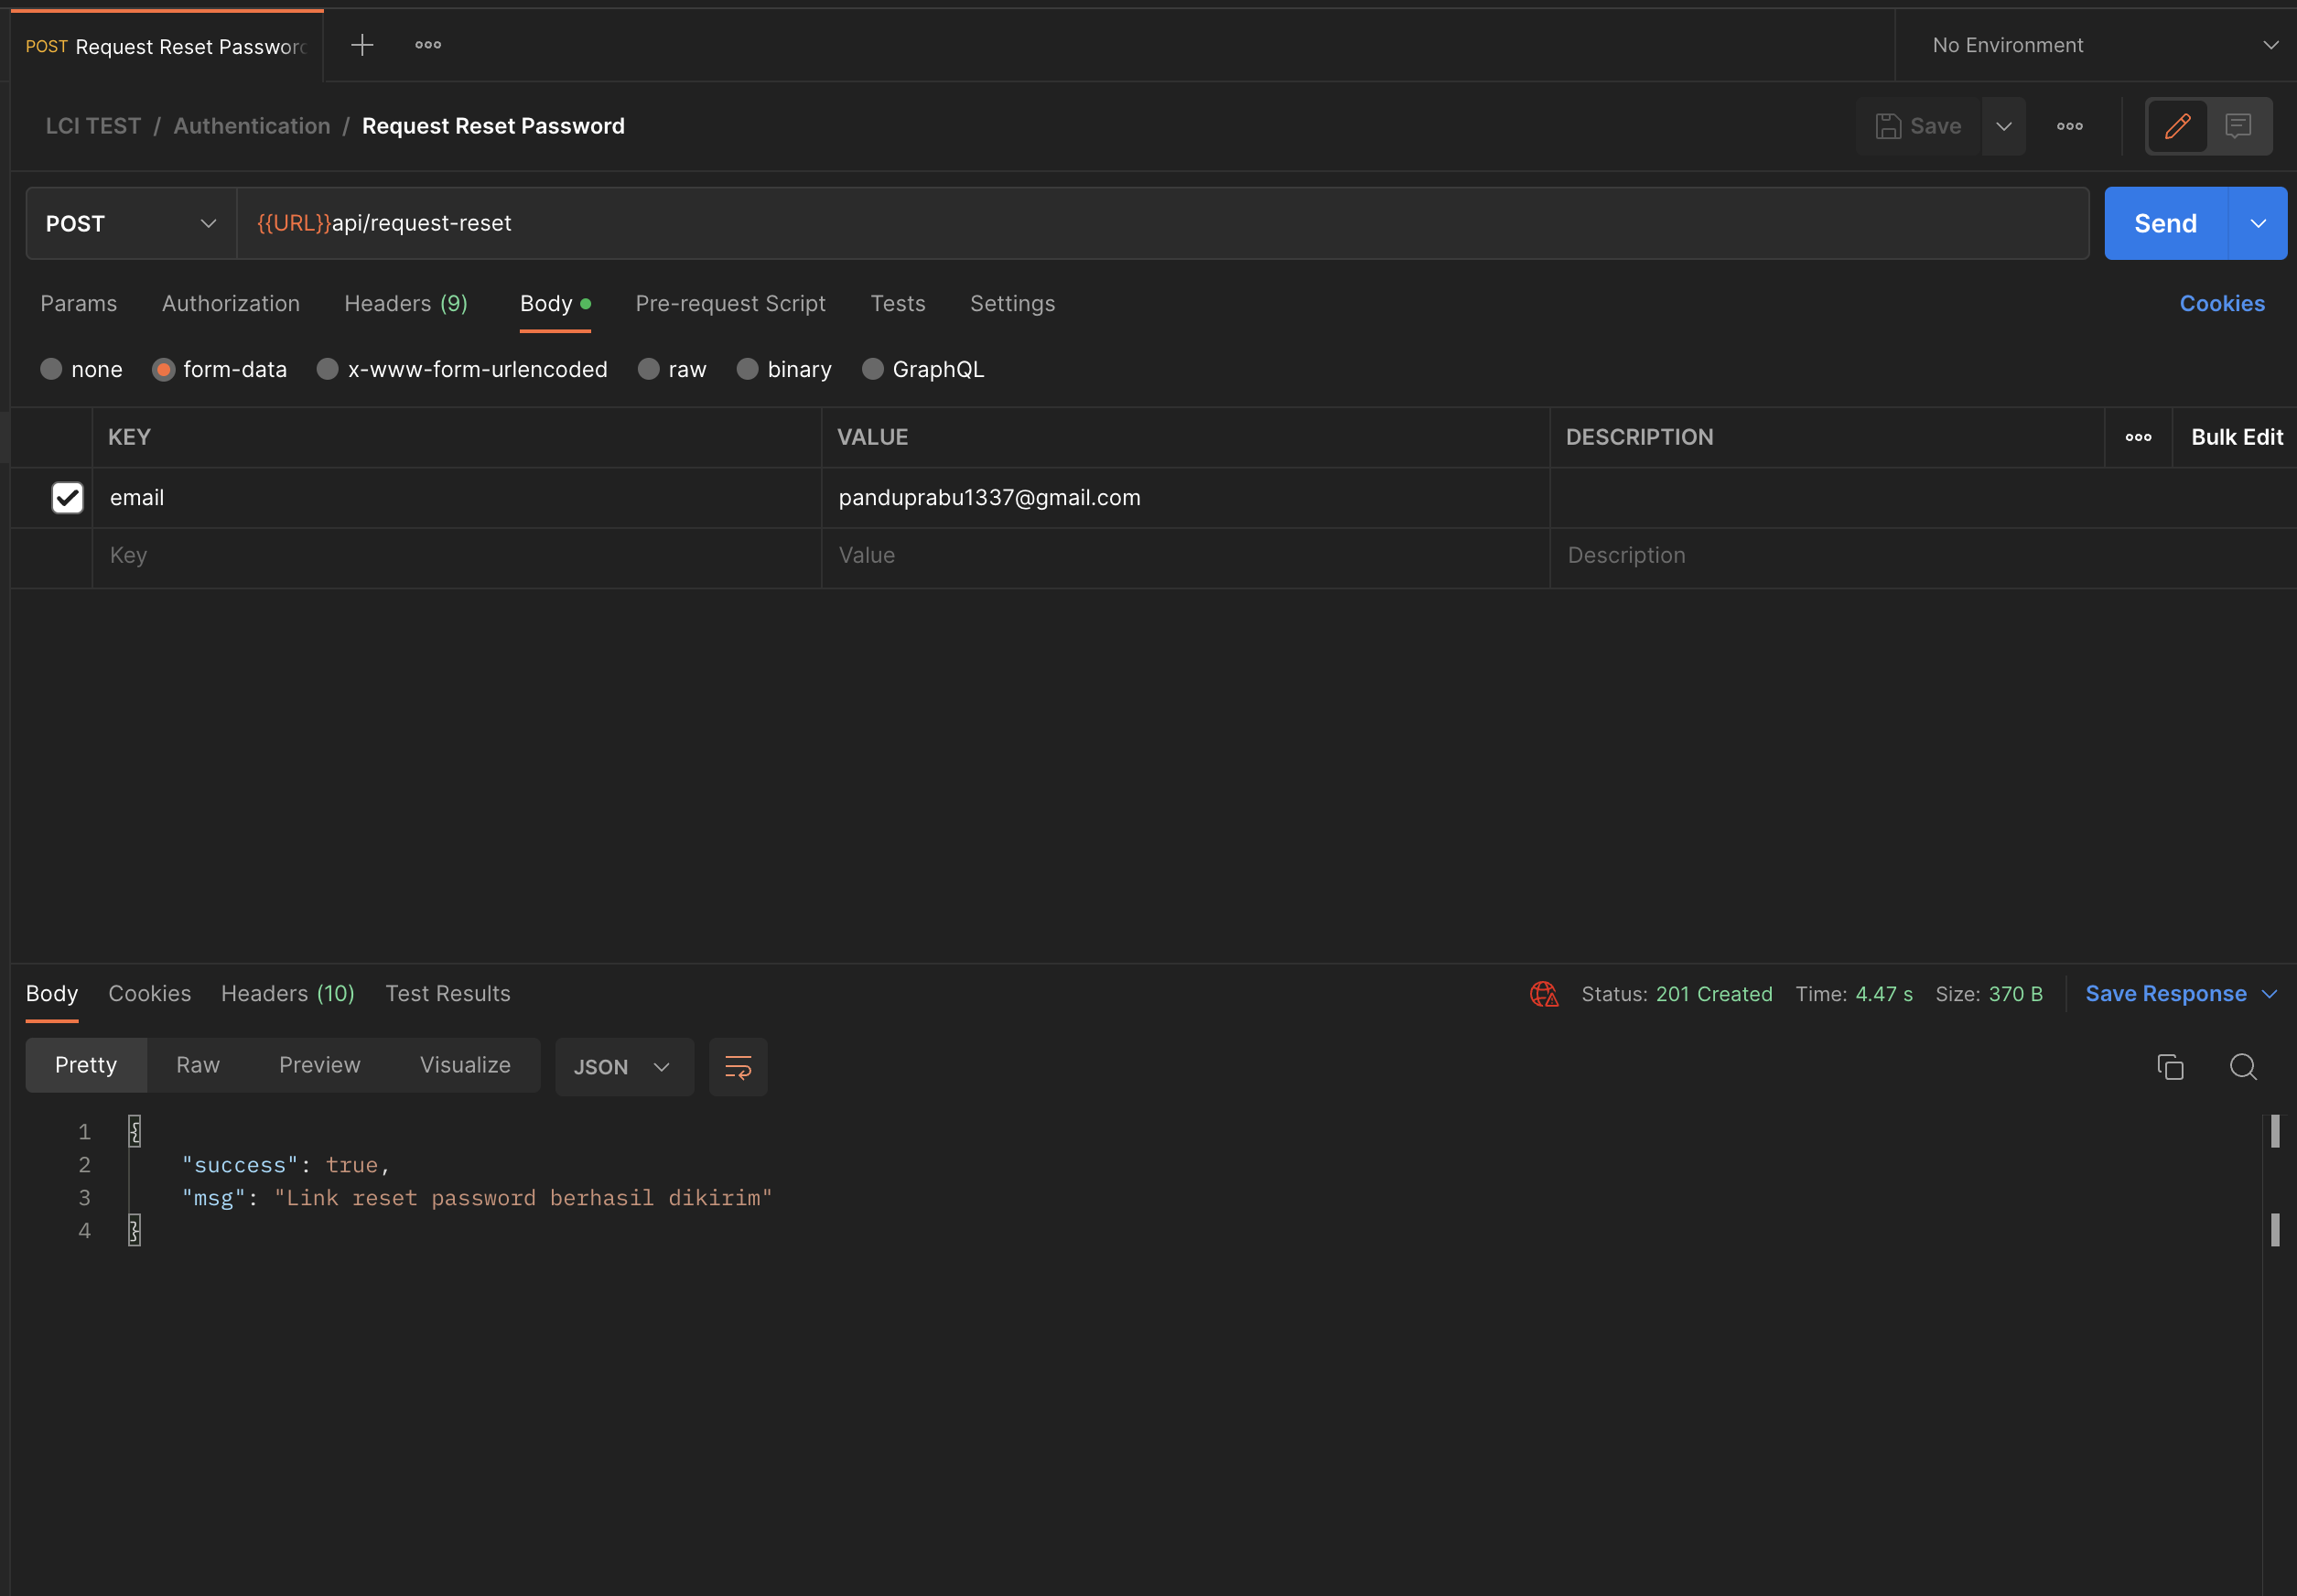 POST Request Reset Password
No Environment
LCI TEST / Authentication / Request Reset Password
Save
POST
{{URL}}api/request-reset
Send
Params
Authorization
Headers (9)
Body
Pre-request Script
Tests
Settings
Cookies
none
form-data
x-www-form-urlencoded
raw
binary
GraphQL
KEY
VALUE
DESCRIPTION
Bulk Edit
email
panduprabu1337@gmail.com
Key
Value
Description
Body
Cookies
Headers (10)
Test Results
Status: 201 Created
Time: 4.47 s
Size: 370 B
Save Response
Pretty
Raw
Preview
Visualize
JSON
1 {
2 "success": true,
3 "msg": "Link reset password berhasil dikirim"
4 }